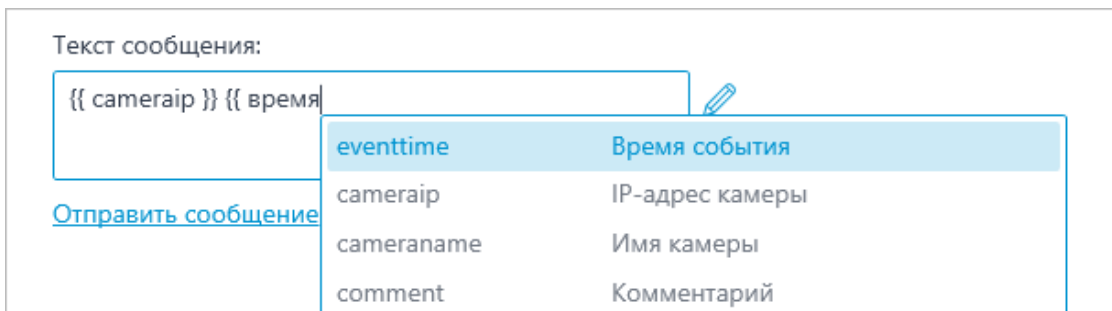 Текст сообщения:
{{ cameraip }} {{ время
eventtime Время события
cameraip IP-адрес камеры
Отправить сообщение
cameraname Имя камеры
comment Комментарий